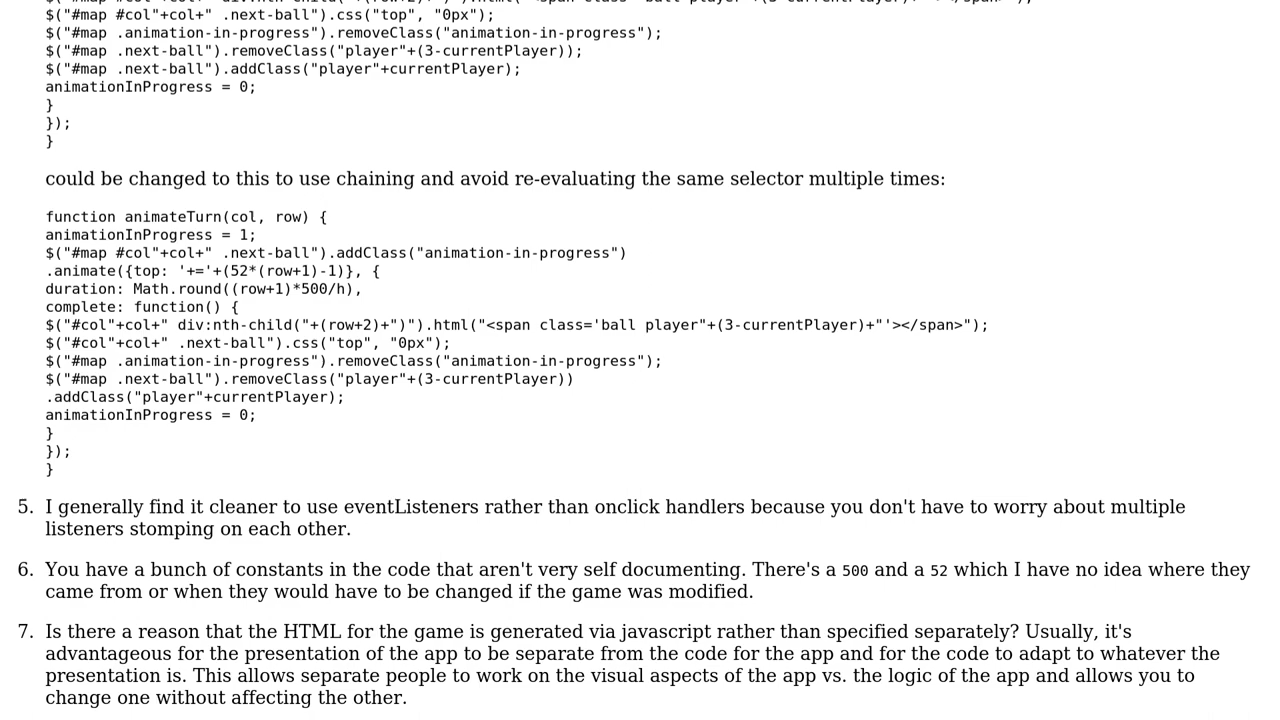 $("#map #col"+col+" .next-ball").css("top", "0px");
$("#map .animation-in-progress").removeClass("animation-in-progress");
$("#map .next-ball").removeClass("player"+(3-currentPlayer));
$("#map .next-ball").addClass("player"+currentPlayer);
animationInProgress = 0;
}
});
}
could be changed to this to use chaining and avoid re-evaluating the same selector multiple times:
function animateTurn(col, row) {
animationInProgress = 1;
$("#map #col"+col+" .next-ball").addClass("animation-in-progress")
.animate({top: '+='+(52*(row+1)-1)}, {
duration: Math.round((row+1)*500/h),
complete: function() {
$("#col"+col+" div:nth-child("+(row+2)+")").html("<span class='ball player"+(3-currentPlayer)+"'></span>");
$("#col"+col+" .next-ball").css("top", "0px");
$("#map .animation-in-progress").removeClass("animation-in-progress");
$("#map .next-ball").removeClass("player"+(3-currentPlayer))
.addClass("player"+currentPlayer);
animationInProgress = 0;
}
});
}
5. I generally find it cleaner to use eventListeners rather than onclick handlers because you don't have to worry about multiple
listeners stomping on each other.
6. You have a bunch of constants in the code that aren't very self documenting. There's a 500 and a 52 which I have no idea where they
came from or when they would have to be changed if the game was modified.
7. Is there a reason that the HTML for the game is generated via javascript rather than specified separately? Usually, it's
advantageous for the presentation of the app to be separate from the code for the app and for the code to adapt to whatever the
presentation is. This allows separate people to work on the visual aspects of the app vs. the logic of the app and allows you to
change one without affecting the other.